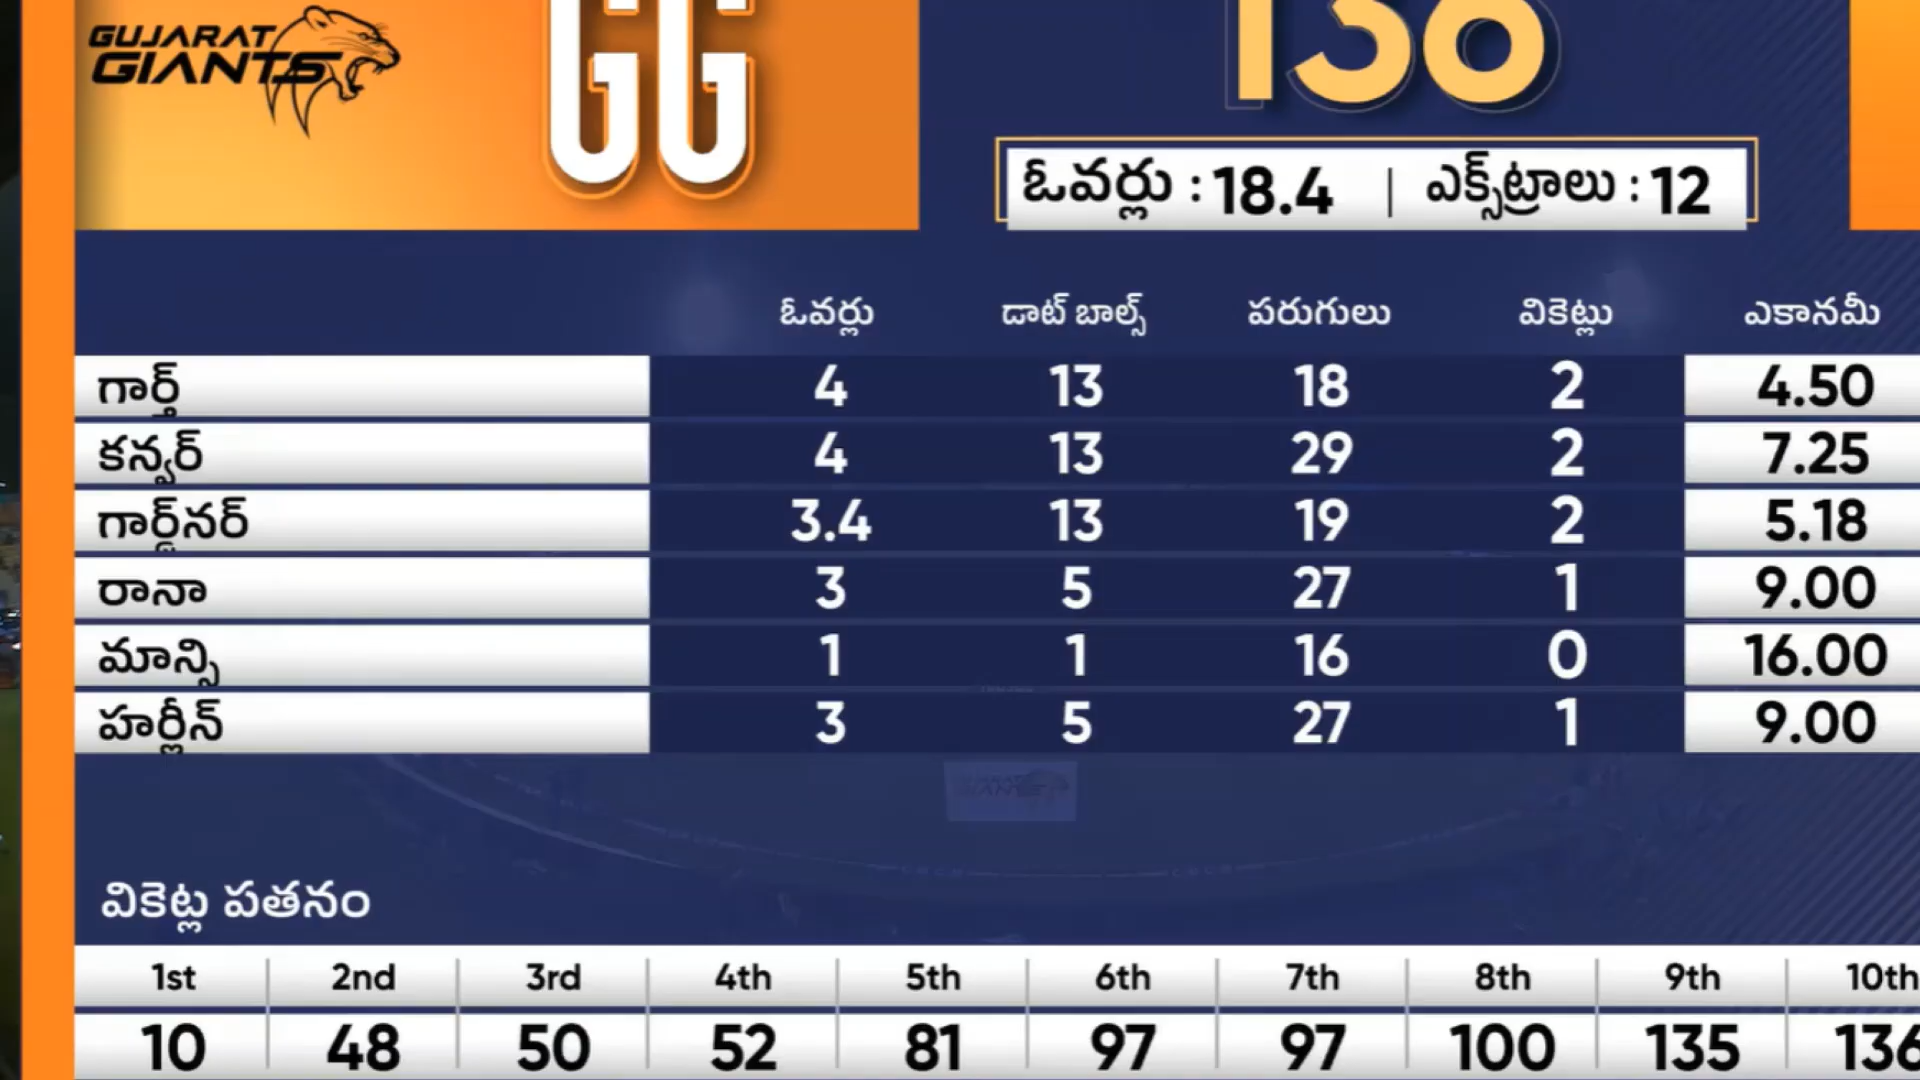 GUJARAT
GIANTS
GG
136
ఓవర్లు : 18.4 | ఎక్స్‌ట్రాలు : 12
ఓవర్లు డాట్ బాల్స్ పరుగులు వికెట్లు ఎకానమీ
గార్త్ 4 13 18 2 4.50
కన్వర్ 4 13 29 2 7.25
గార్డ్‌నర్ 3.4 13 19 2 5.18
రానా 3 5 27 1 9.00
మాన్సి 1 1 16 0 16.00
హర్లీన్ 3 5 27 1 9.00
వికెట్ల పతనం
1st 2nd 3rd 4th 5th 6th 7th 8th 9th 10th
10 48 50 52 81 97 97 100 135 136